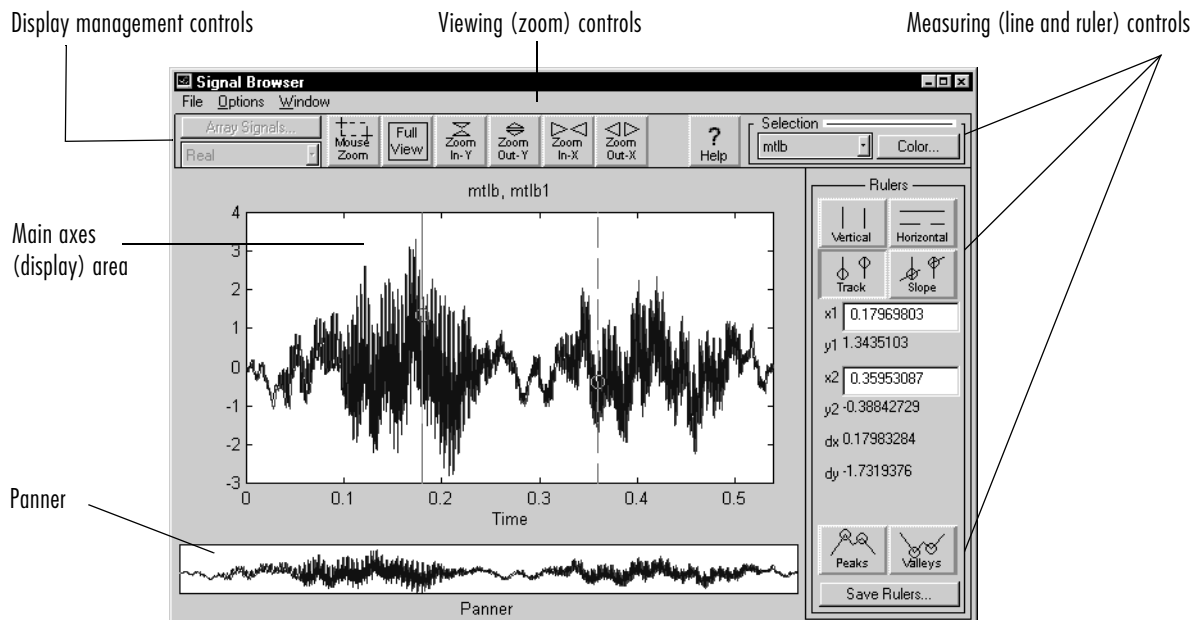 Display management controls
Viewing (zoom) controls
Measuring (line and ruler) controls
Signal Browser
File Options Window
Array Signals...
Real
Mouse Zoom
Full View
Zoom In-Y
Zoom Out-Y
Zoom In-X
Zoom Out-X
? Help
Selection
mtlb
Color...
mtlb, mtlb1
Main axes
(display) area
4
3
2
1
0
-1
-2
-3
0 0.1 0.2 0.3 0.4 0.5
Time
Panner
Panner
Rulers
Vertical Horizontal
Track Slope
x1 0.17969803
y1 1.3435103
x2 0.35953087
y2 -0.38842729
dx 0.17983284
dy -1.7319376
Peaks Valleys
Save Rulers...